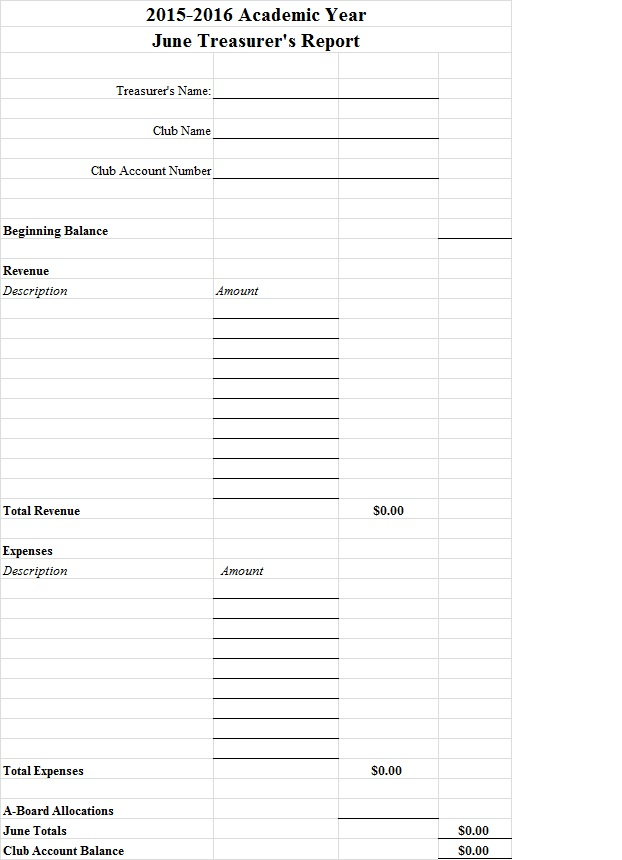 2015-2016 Academic Year
June Treasurer's Report
Treasurer's Name:
Club Name
Club Account Number
Beginning Balance
Revenue
Description Amount
Total Revenue $0.00
Expenses
Description Amount
Total Expenses $0.00
A-Board Allocations
June Totals $0.00
Club Account Balance $0.00